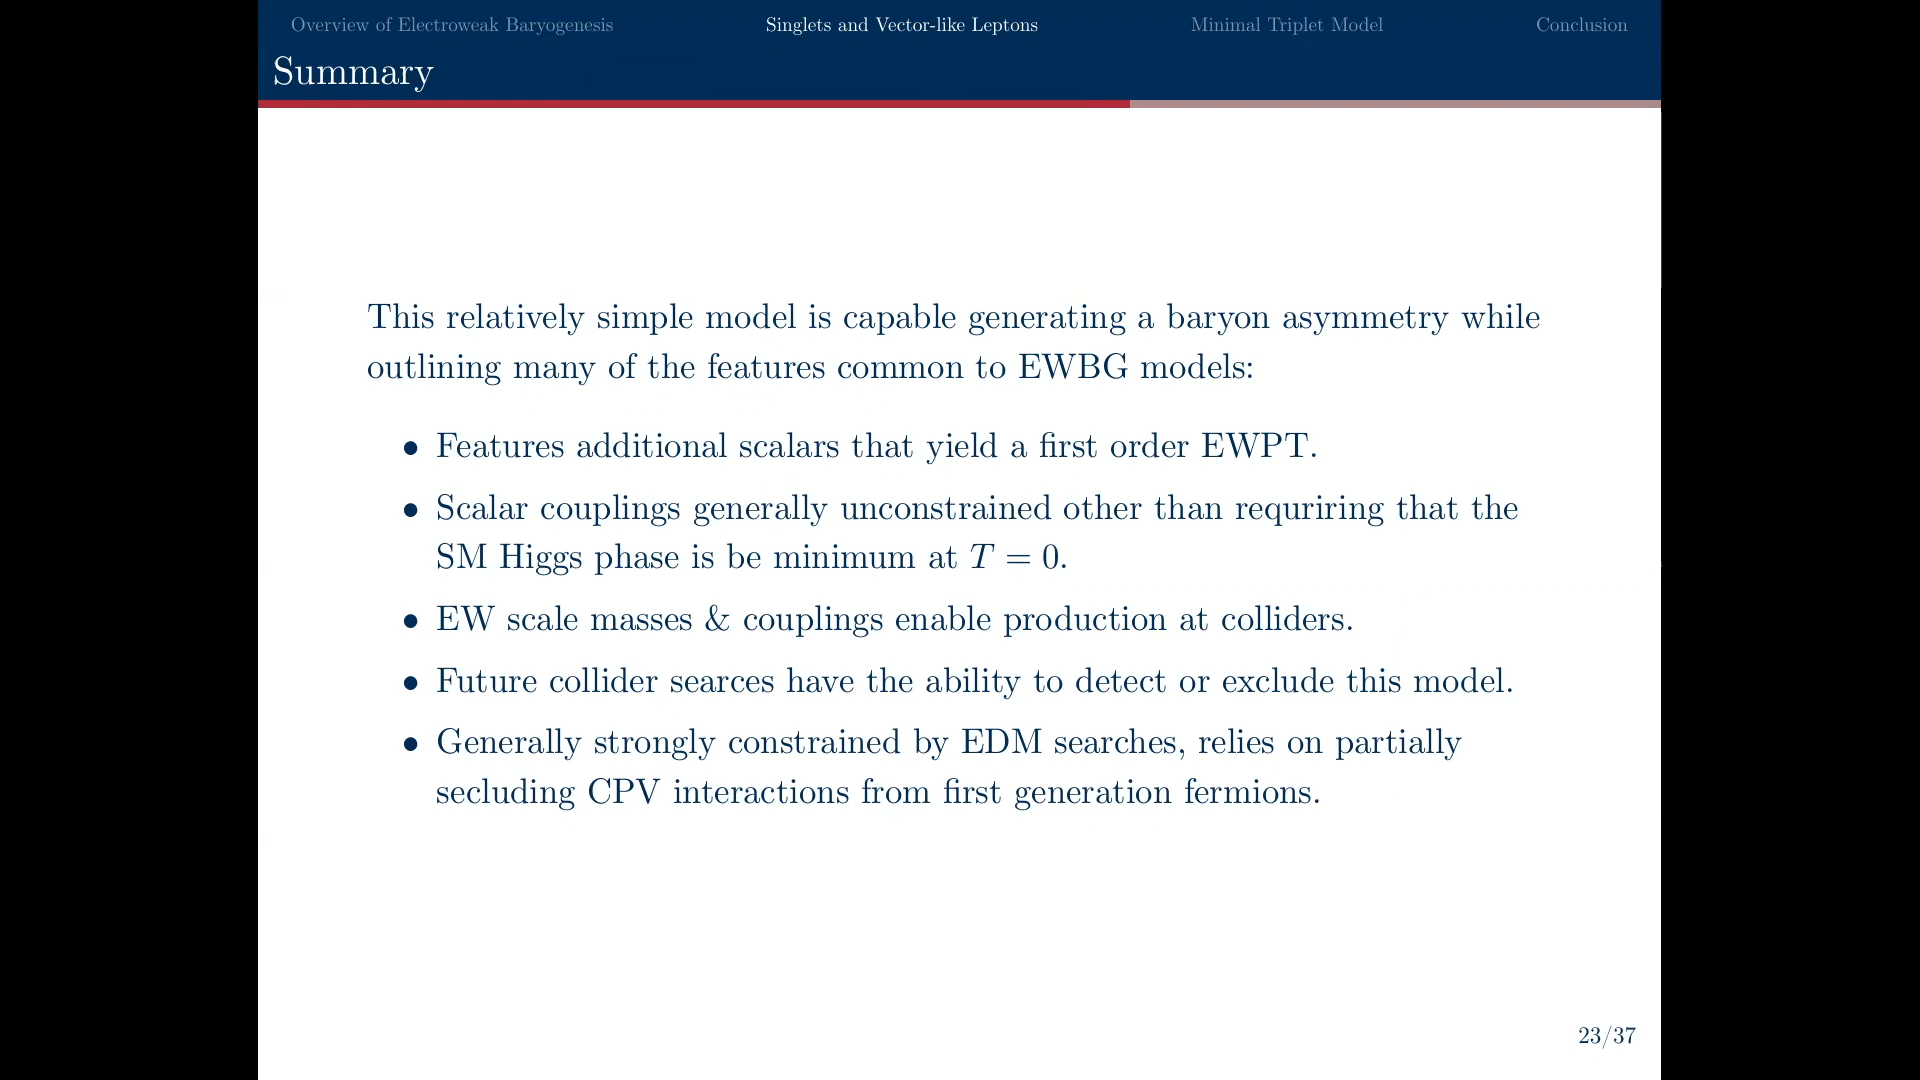 Overview of Electroweak Baryogenesis Singlets and Vector-like Leptons Minimal Triplet Model Conclusion
Summary
This relatively simple model is capable generating a baryon asymmetry while
outlining many of the features common to EWBG models:
• Features additional scalars that yield a first order EWPT.
• Scalar couplings generally unconstrained other than requriring that the
SM Higgs phase is be minimum at T = 0.
• EW scale masses & couplings enable production at colliders.
• Future collider searces have the ability to detect or exclude this model.
• Generally strongly constrained by EDM searches, relies on partially
secluding CPV interactions from first generation fermions.
23/37